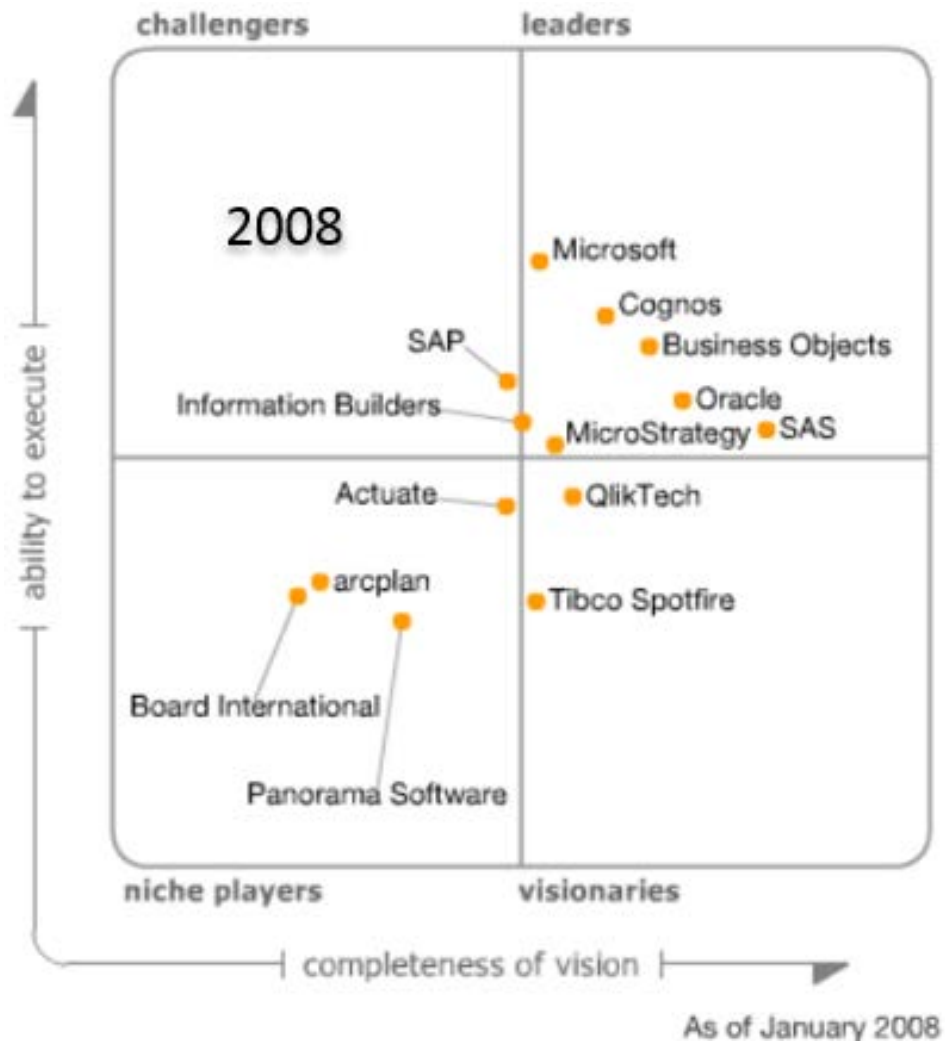 challengers
leaders
2008
Microsoft
Cognos
Business Objects
SAP
Oracle
Information Builders
SAS
MicroStrategy
Actuate
QlikTech
arcplan
Tibco Spotfire
Board International
Panorama Software
niche players
visionaries
ability to execute
completeness of vision
As of January 2008